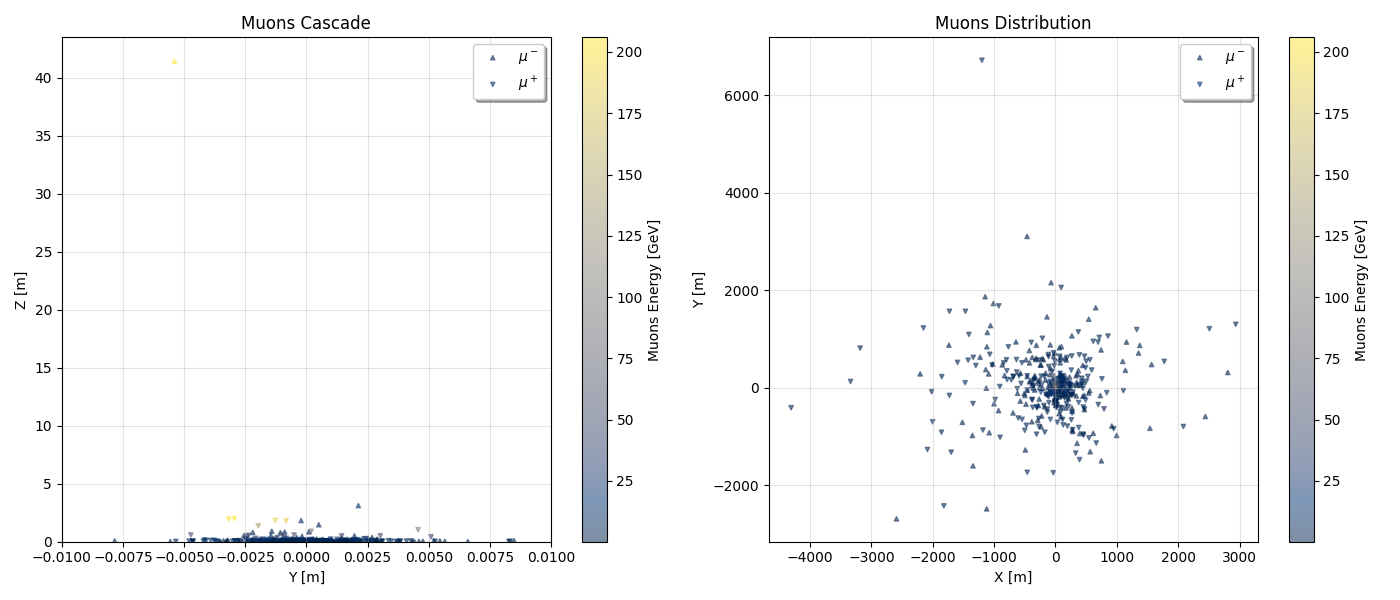 Muons Cascade
Z [m]
40
35
30
25
20
15
10
5
0
−0.0100 −0.0075 −0.0050 −0.0025 0.0000 0.0025 0.0050 0.0075 0.0100
Y [m]
μ⁻
μ⁺
200
175
150
125
100
75
50
25
Muons Energy [GeV]
Muons Distribution
Y [m]
6000
4000
2000
0
−2000
−4000 −3000 −2000 −1000 0 1000 2000 3000
X [m]
μ⁻
μ⁺
200
175
150
125
100
75
50
25
Muons Energy [GeV]